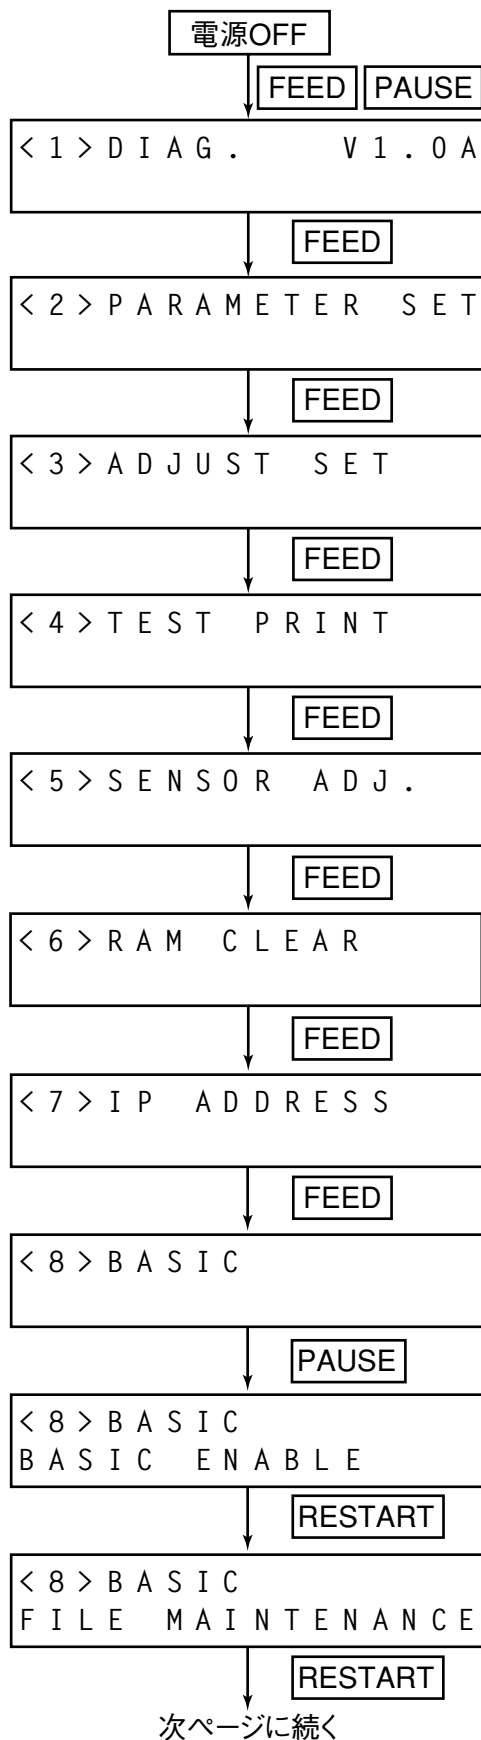 電源OFF
FEED PAUSE
<1>DIAG. V1.0A
FEED
<2>PARAMETER SET
FEED
<3>ADJUST SET
FEED
<4>TEST PRINT
FEED
<5>SENSOR ADJ.
FEED
<6>RAM CLEAR
FEED
<7>IP ADDRESS
FEED
<8>BASIC
PAUSE
<8>BASIC
BASIC ENABLE
RESTART
<8>BASIC
FILE MAINTENANCE
RESTART
次ページに続く